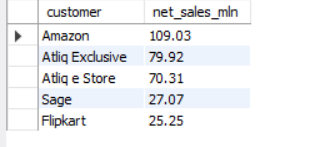 customer net_sales_mln
Amazon 109.03
Atliq Exclusive 79.92
Atliq e Store 70.31
Sage 27.07
Flipkart 25.25